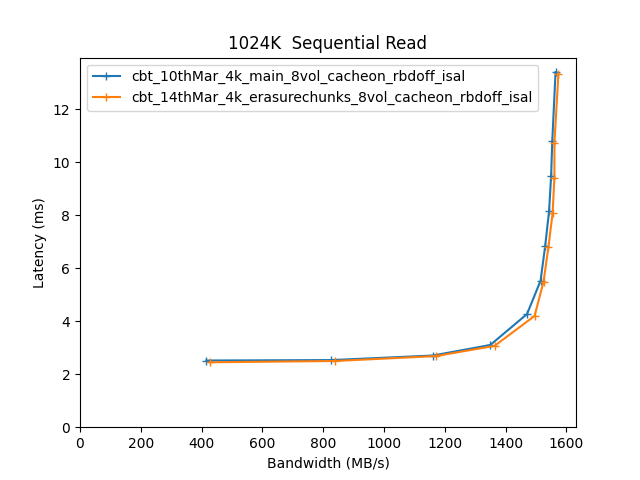 1024K  Sequential Read
cbt_10thMar_4k_main_8vol_cacheon_rbdoff_isal
cbt_14thMar_4k_erasurechunks_8vol_cacheon_rbdoff_isal
Latency (ms)
12
10
8
6
4
2
0
0 200 400 600 800 1000 1200 1400 1600
Bandwidth (MB/s)